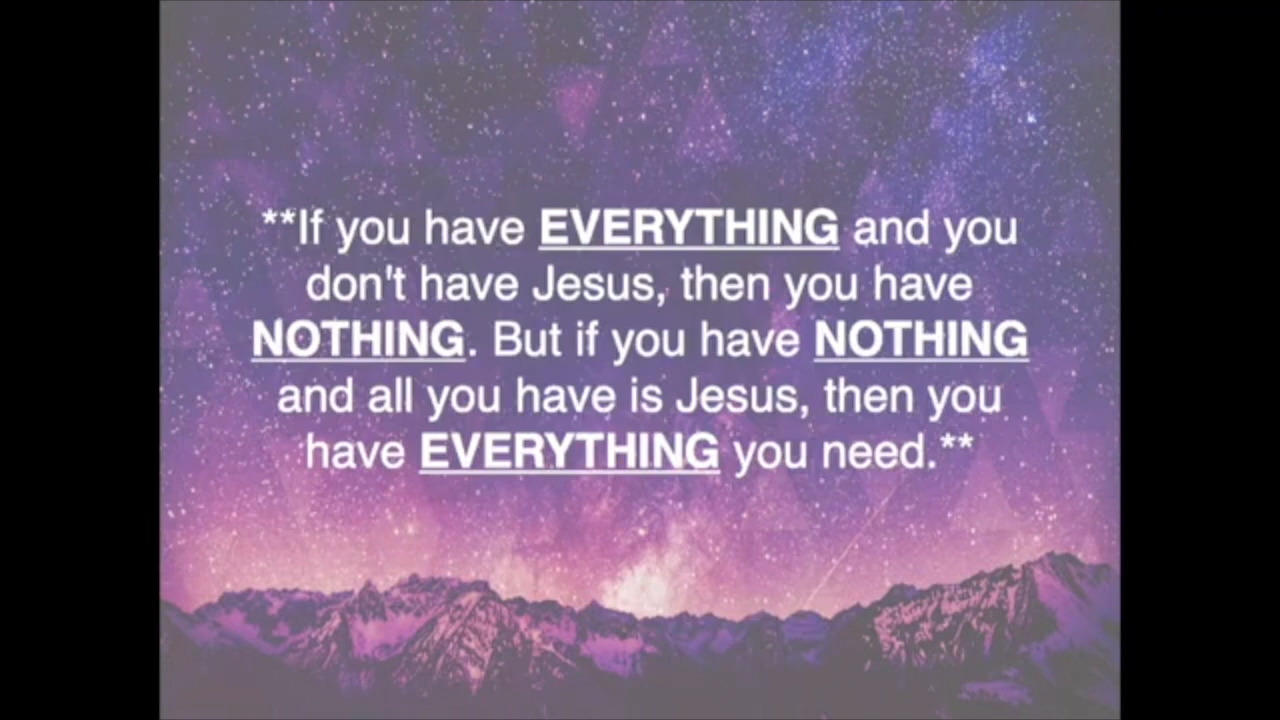 **If you have EVERYTHING and you
don't have Jesus, then you have
NOTHING. But if you have NOTHING
and all you have is Jesus, then you
have EVERYTHING you need.**